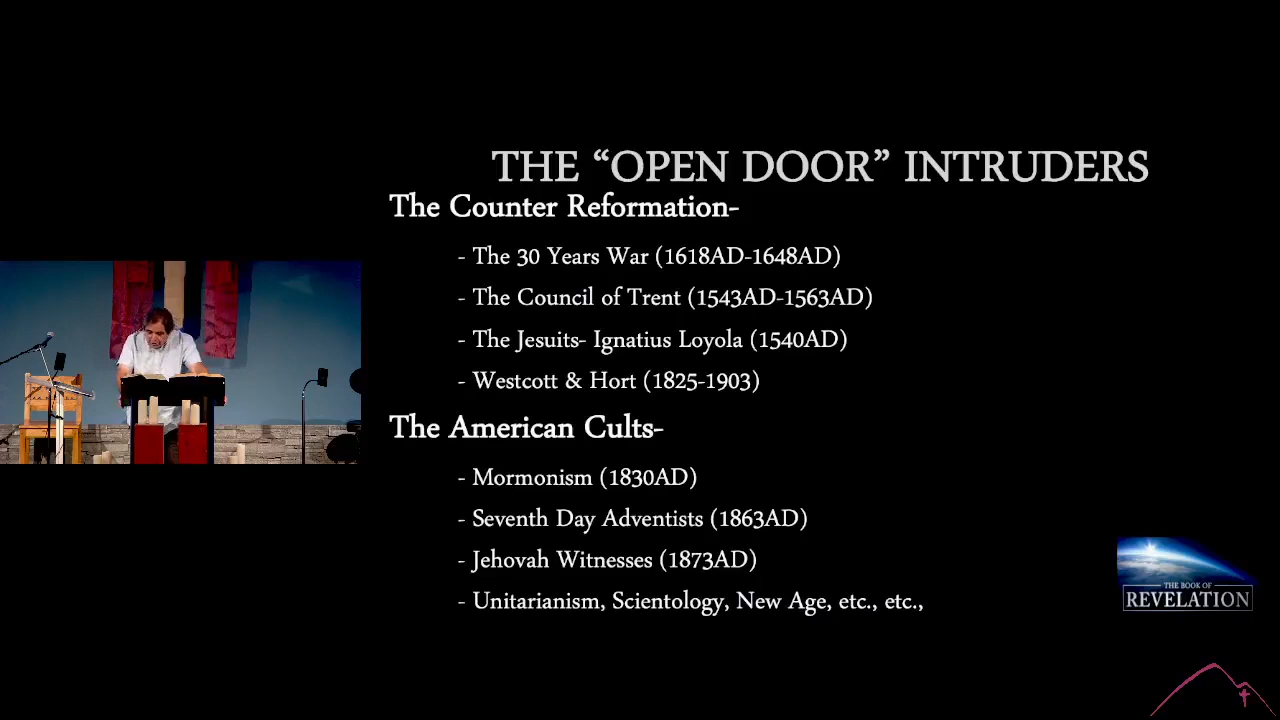 THE “OPEN DOOR” INTRUDERS
The Counter Reformation-
- The 30 Years War (1618AD-1648AD)
- The Council of Trent (1543AD-1563AD)
- The Jesuits- Ignatius Loyola (1540AD)
- Westcott & Hort (1825-1903)
The American Cults-
- Mormonism (1830AD)
- Seventh Day Adventists (1863AD)
- Jehovah Witnesses (1873AD)
- Unitarianism, Scientology, New Age, etc., etc.,
THE BOOK OF
REVELATION